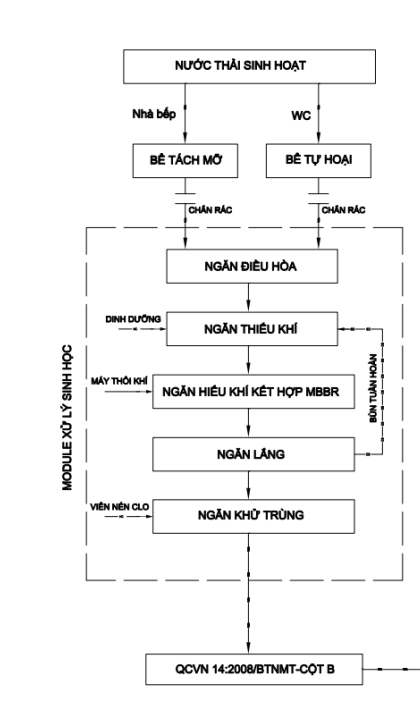 NƯỚC THẢI SINH HOẠT
Nhà bếp
WC
BỂ TÁCH MỠ
BỂ TỰ HOẠI
CHẮN RÁC
CHẮN RÁC
NGĂN ĐIỀU HÒA
DINH DƯỠNG
NGĂN THIẾU KHÍ
MÁY THỔI KHÍ
NGĂN HIẾU KHÍ KẾT HỢP MBBR
BÙN TUẦN HOÀN
MODULE XỬ LÝ SINH HỌC
NGĂN LẮNG
VIÊN NÉN CLO
NGĂN KHỬ TRÙNG
QCVN 14:2008/BTNMT-CỘT B